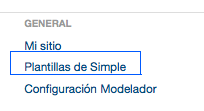 GENERAL
Mi sitio
Plantillas de Simple
Configuración Modelador